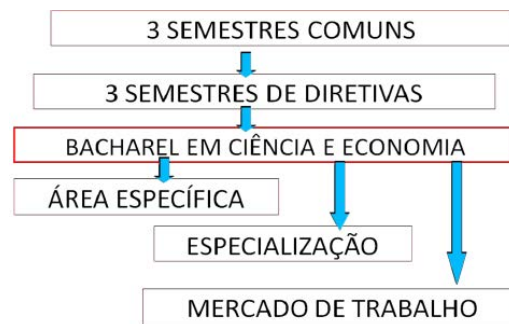 3 SEMESTRES COMUNS
3 SEMESTRES DE DIRETIVAS
BACHAREL EM CIÊNCIA E ECONOMIA
ÁREA ESPECÍFICA
ESPECIALIZAÇÃO
MERCADO DE TRABALHO